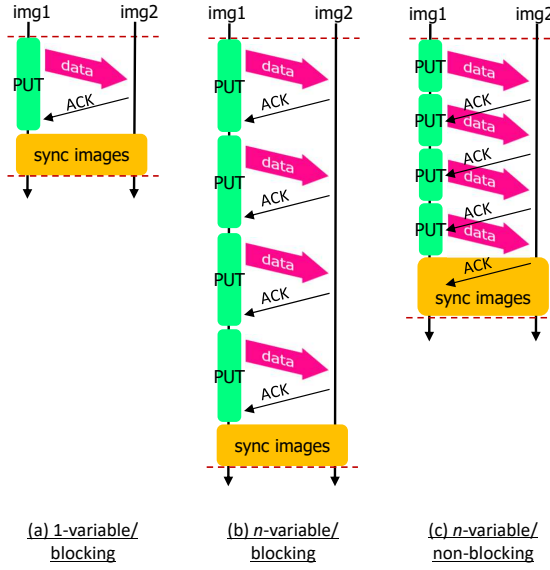 img1 img2
PUT
data
ACK
sync images
(a) 1-variable/
blocking
img1 img2
PUT
data
ACK
PUT
data
ACK
PUT
data
ACK
PUT
data
ACK
sync images
(b) n-variable/
blocking
img1 img2
PUT
data
ACK
PUT
data
ACK
PUT
data
ACK
PUT
data
ACK
sync images
(c) n-variable/
non-blocking